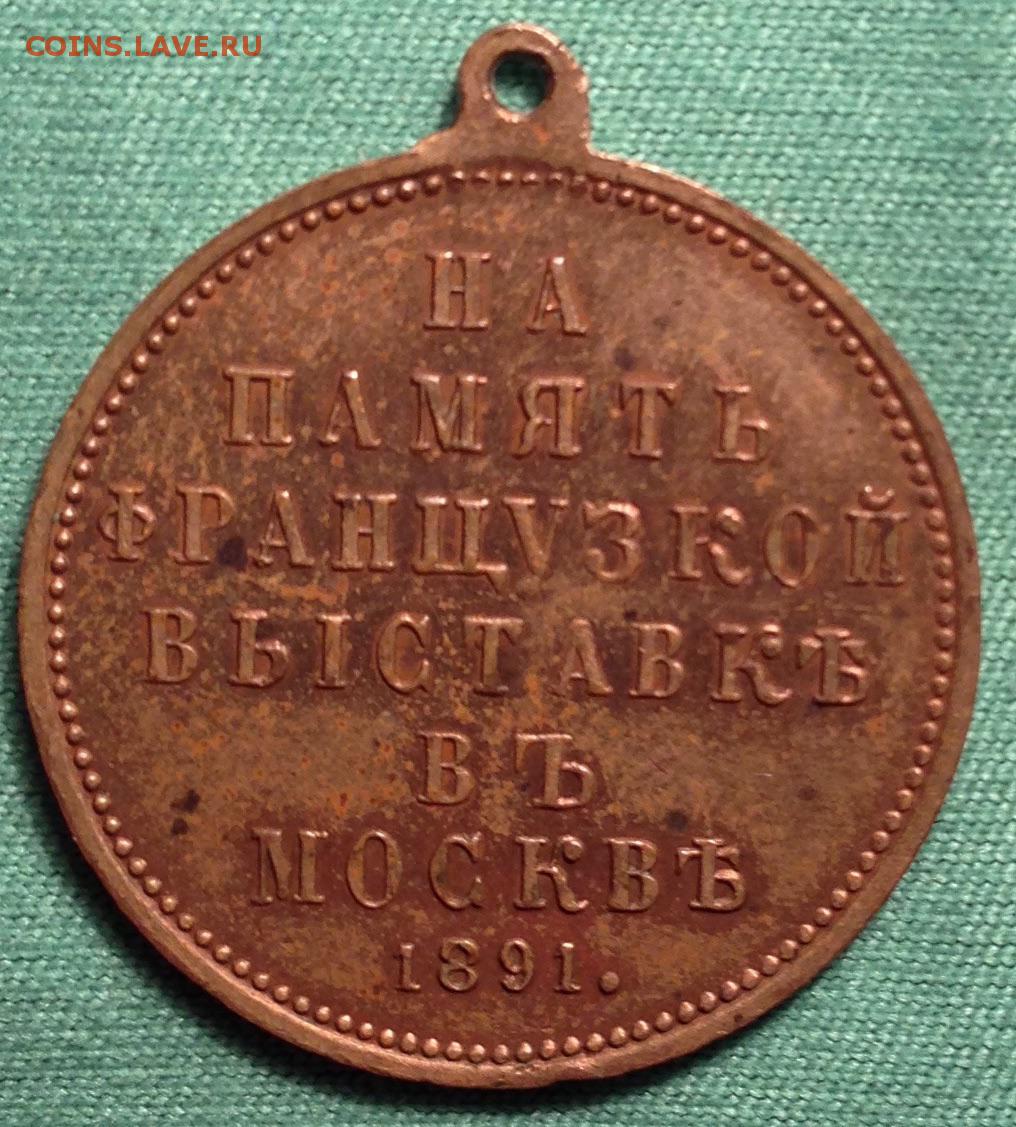 COINS.LAVE.RU
НА
ПАМЯТЬ
ФРАНЦУЗКОЙ
ВЫСТАВКѢ
ВЪ
МОСКВѢ
1891.